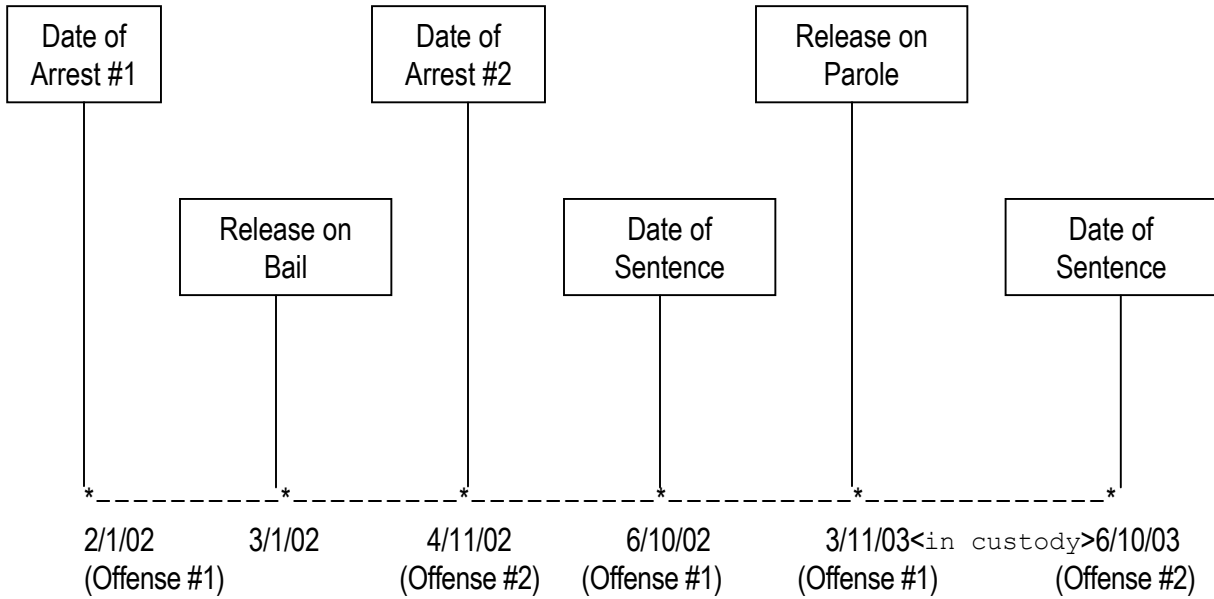 Date of
Arrest #1
Date of
Arrest #2
Release on
Parole
Release on
Bail
Date of
Sentence
Date of
Sentence
2/1/02 3/1/02 4/11/02 6/10/02 3/11/03<in custody>6/10/03
(Offense #1) (Offense #2) (Offense #1) (Offense #1) (Offense #2)